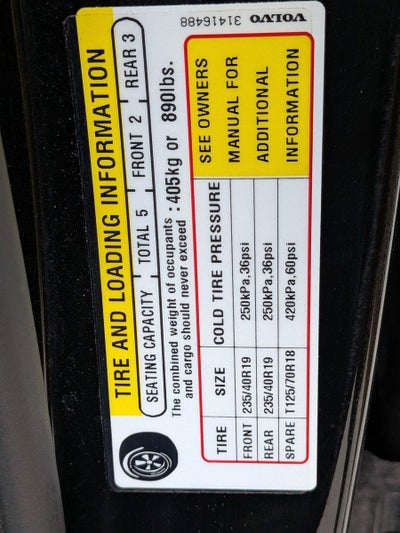 TIRE AND LOADING INFORMATION
SEATING CAPACITY TOTAL 5 FRONT 2 REAR 3
The combined weight of occupants and cargo should never exceed : 405kg or 890lbs.
TIRE SIZE COLD TIRE PRESSURE
FRONT 235/40R19 250kPa,36psi
REAR 235/40R19 250kPa,36psi
SPARE T125/70R18 420kPa,60psi
SEE OWNERS
MANUAL FOR
ADDITIONAL
INFORMATION
VOLVO 31416488